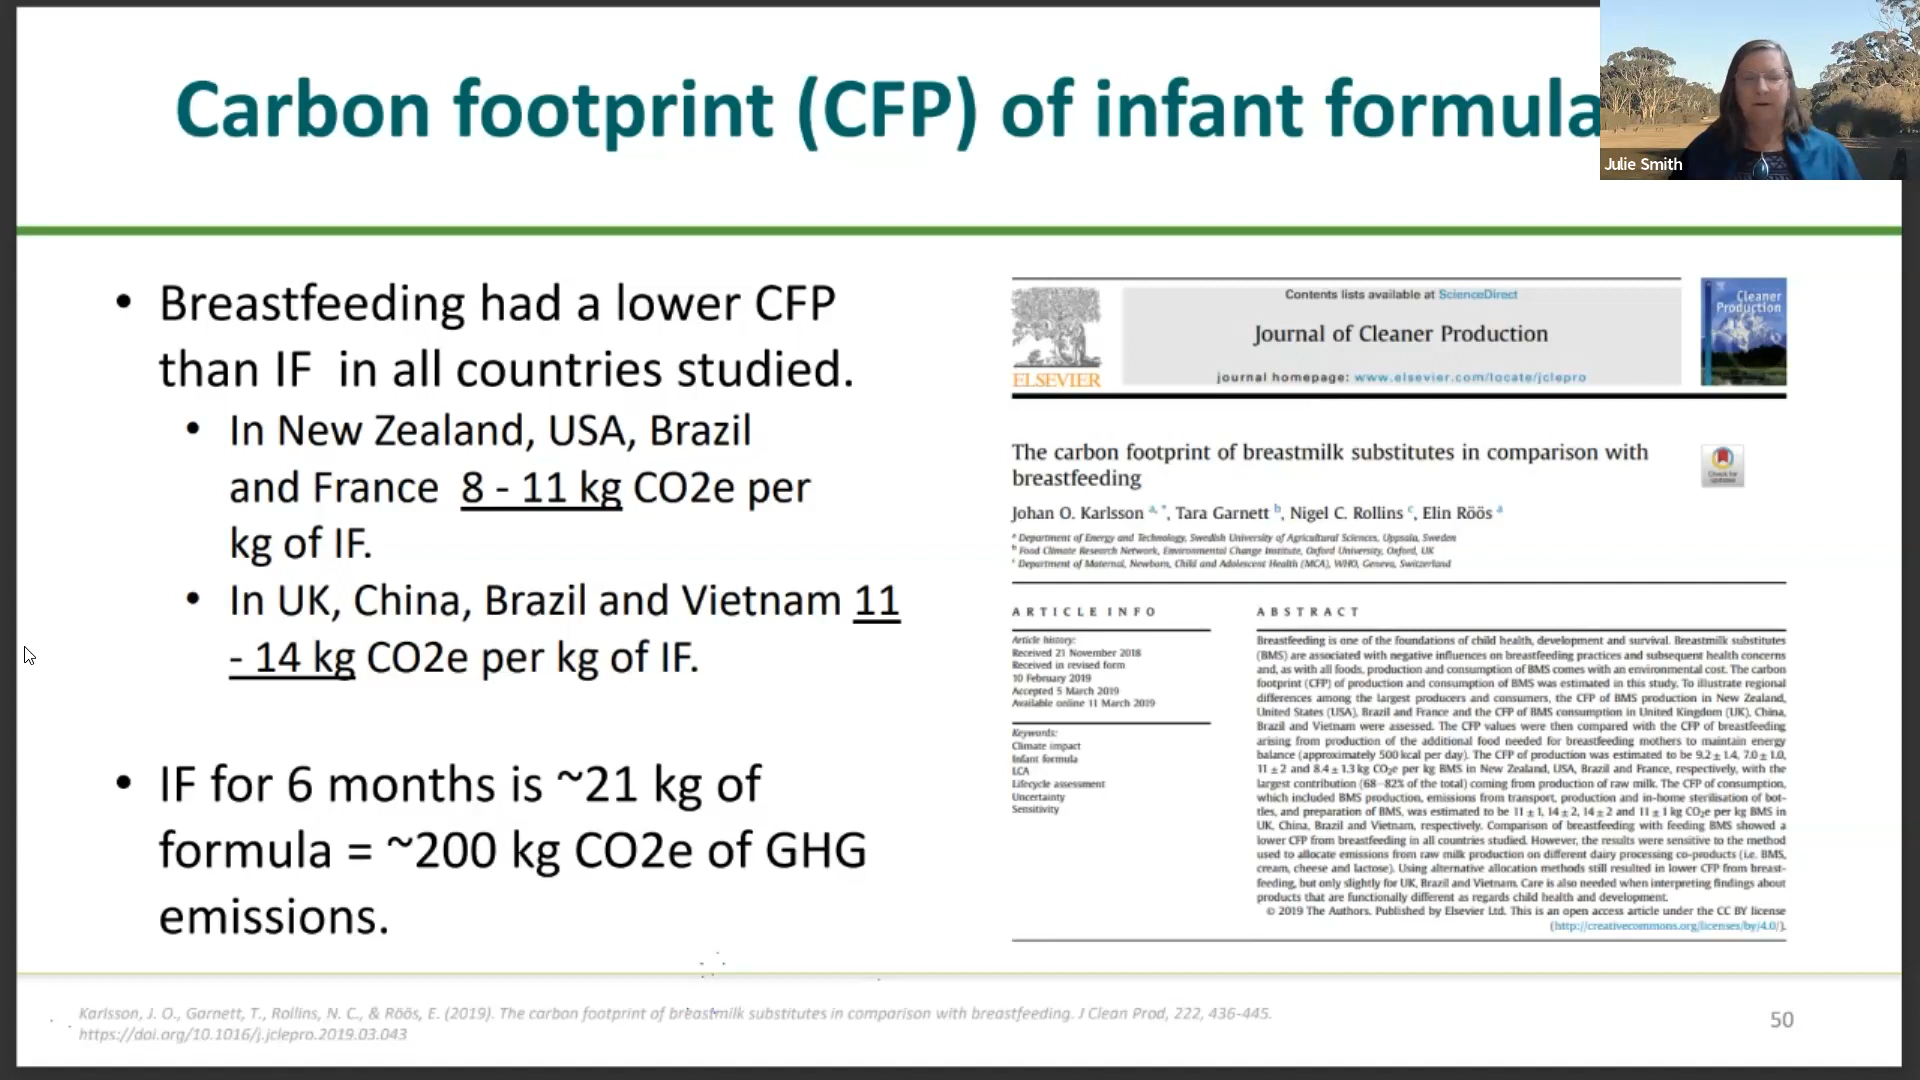 Carbon footprint (CFP) of infant formula
Julie Smith
• Breastfeeding had a lower CFP
than IF in all countries studied.
• In New Zealand, USA, Brazil
and France 8 - 11 kg CO2e per
kg of IF.
• In UK, China, Brazil and Vietnam 11
- 14 kg CO2e per kg of IF.
• IF for 6 months is ~21 kg of
formula = ~200 kg CO2e of GHG
emissions.
Contents lists available at ScienceDirect
Journal of Cleaner Production
journal homepage: www.elsevier.com/locate/jclepro
ELSEVIER
Cleaner
Production
The carbon footprint of breastmilk substitutes in comparison with
breastfeeding
Check for
updates
Johan O. Karlsson a, *, Tara Garnett b, Nigel C. Rollins c, Elin Röös a
a Department of Energy and Technology, Swedish University of Agricultural Sciences, Uppsala, Sweden
b Food Climate Research Network, Environmental Change Institute, Oxford University, Oxford, UK
c Department of Maternal, Newborn, Child and Adolescent Health (MCA), WHO, Geneva, Switzerland
ARTICLE INFO
Article history:
Received 21 November 2018
Received in revised form
10 February 2019
Accepted 5 March 2019
Available online 11 March 2019
Keywords:
Climate impact
Infant formula
LCA
Lifecycle assessment
Uncertainty
Sensitivity
ABSTRACT
Breastfeeding is one of the foundations of child health, development and survival. Breastmilk substitutes
(BMS) are associated with negative influences on breastfeeding practices and subsequent health concerns
and, as with all foods, production and consumption of BMS comes with an environmental cost. The carbon
footprint (CFP) of production and consumption of BMS was estimated in this study. To illustrate regional
differences among the largest producers and consumers, the CFP of BMS production in New Zealand,
United States (USA), Brazil and France and the CFP of BMS consumption in United Kingdom (UK), China,
Brazil and Vietnam were assessed. The CFP values were then compared with the CFP of breastfeeding
arising from production of the additional food needed for breastfeeding mothers to maintain energy
balance (approximately 500 kcal per day). The CFP of production was estimated to be 9.2 ± 1.4, 7.0 ± 1.0,
11 ± 2 and 8.4 ± 1.3 kg CO2e per kg BMS in New Zealand, USA, Brazil and France, respectively, with the
largest contribution (68–82% of the total) coming from production of raw milk. The CFP of consumption,
which included BMS production, emissions from transport, production and in-home sterilisation of bot-
tles, and preparation of BMS, was estimated to be 11 ± 1, 14 ± 2, 14 ± 2 and 11 ± 1 kg CO2e per kg BMS in
UK, China, Brazil and Vietnam, respectively. Comparison of breastfeeding with feeding BMS showed a
lower CFP from breastfeeding in all countries studied. However, the results were sensitive to the method
used to allocate emissions from raw milk production on different dairy processing co-products (i.e. BMS,
cream, cheese and lactose). Using alternative allocation methods still resulted in lower CFP from breast-
feeding, but only slightly for UK, Brazil and Vietnam. Care is also needed when interpreting findings about
products that are functionally different as regards child health and development.
© 2019 The Authors. Published by Elsevier Ltd. This is an open access article under the CC BY license
(http://creativecommons.org/licenses/by/4.0/).
Karlsson, J. O., Garnett, T., Rollins, N. C., & Röös, E. (2019). The carbon footprint of breastmilk substitutes in comparison with breastfeeding. J Clean Prod, 222, 436-445.
https://doi.org/10.1016/j.jclepro.2019.03.043
50